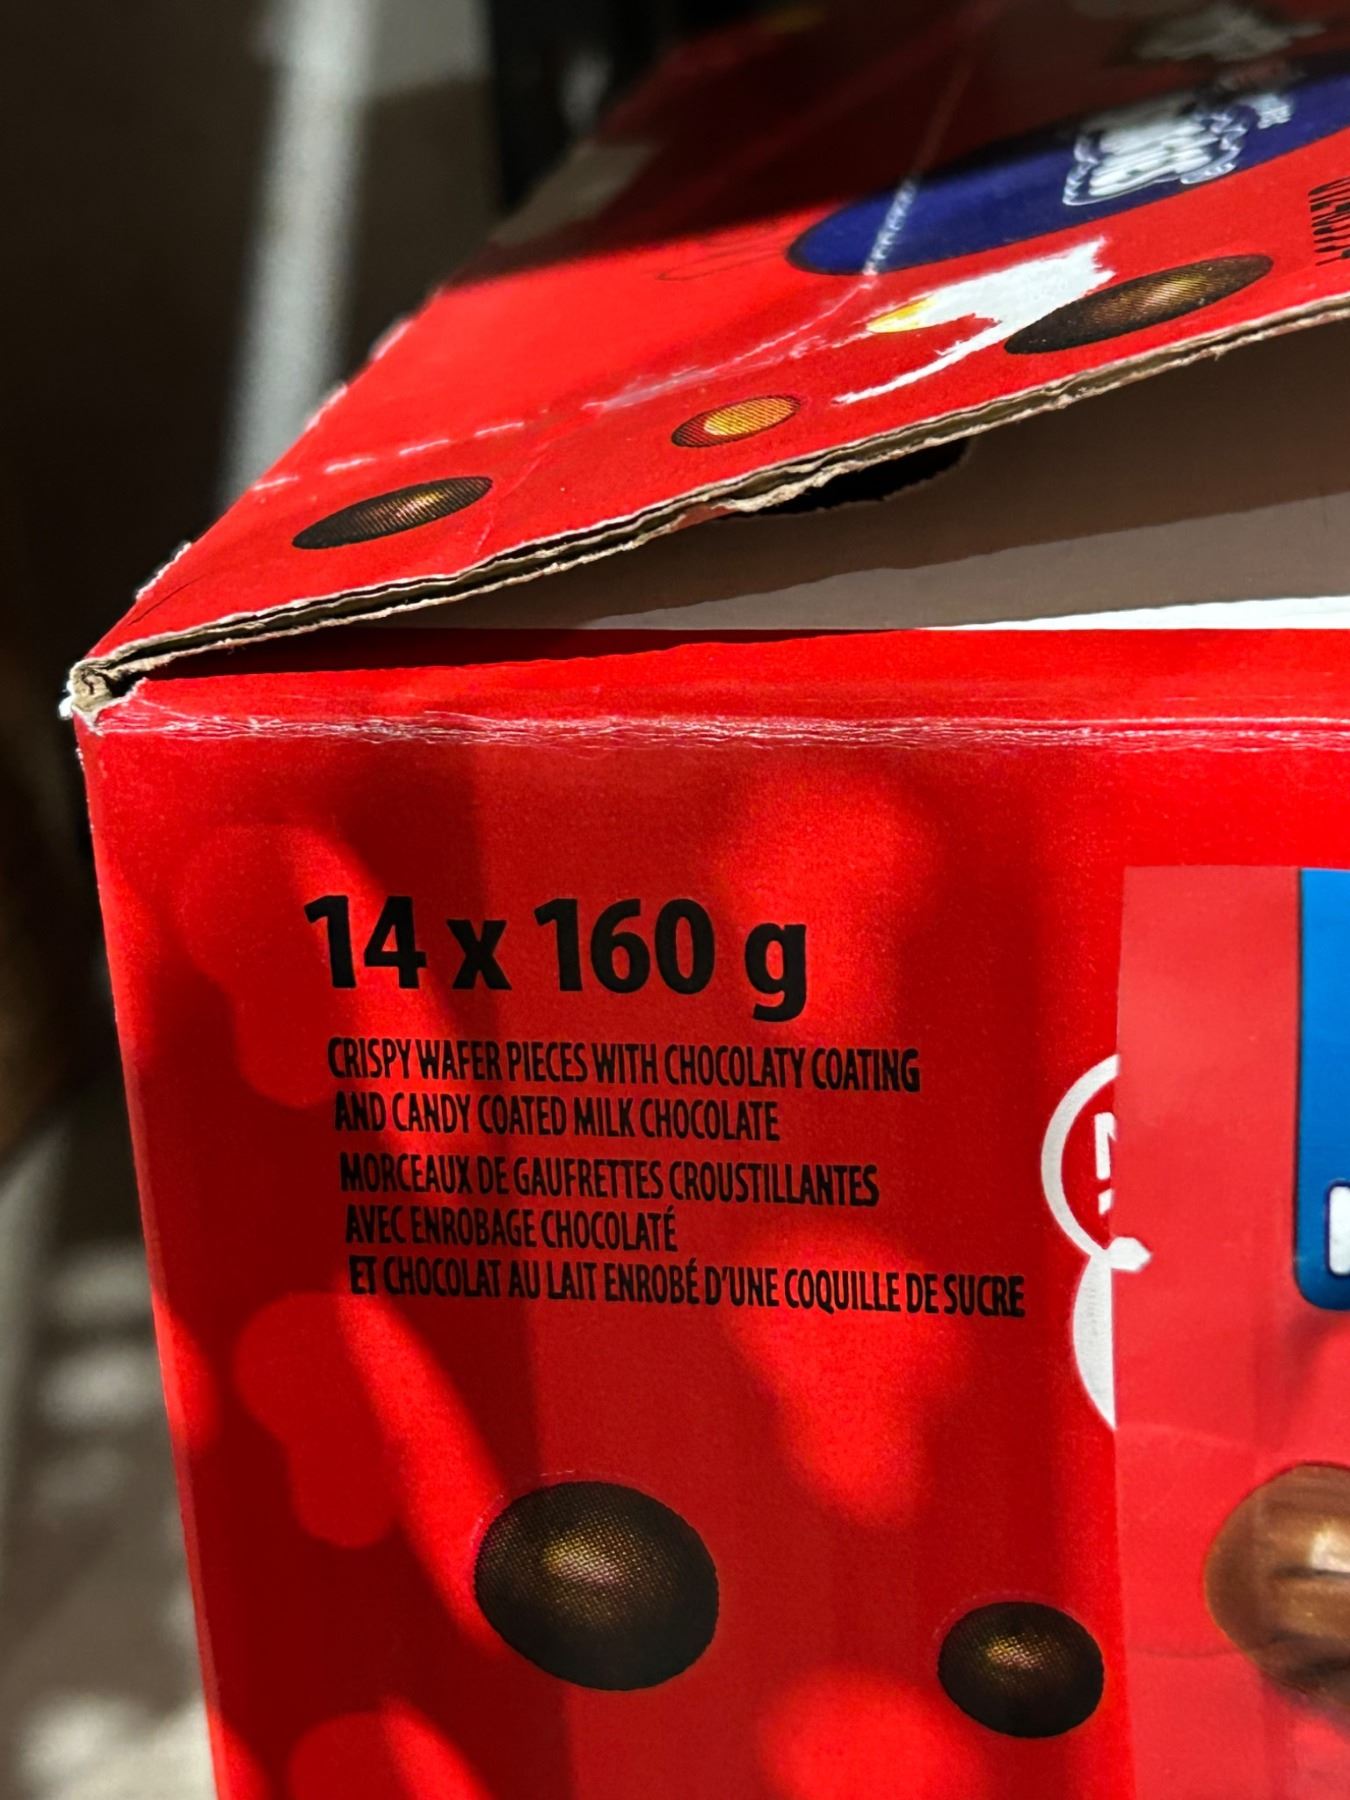 14 x 160 g
CRISPY WAFER PIECES WITH CHOCOLATY COATING
AND CANDY COATED MILK CHOCOLATE
MORCEAUX DE GAUFRETTES CROUSTILLANTES
AVEC ENROBAGE CHOCOLATÉ
ET CHOCOLAT AU LAIT ENROBÉ D'UNE COQUILLE DE SUCRE